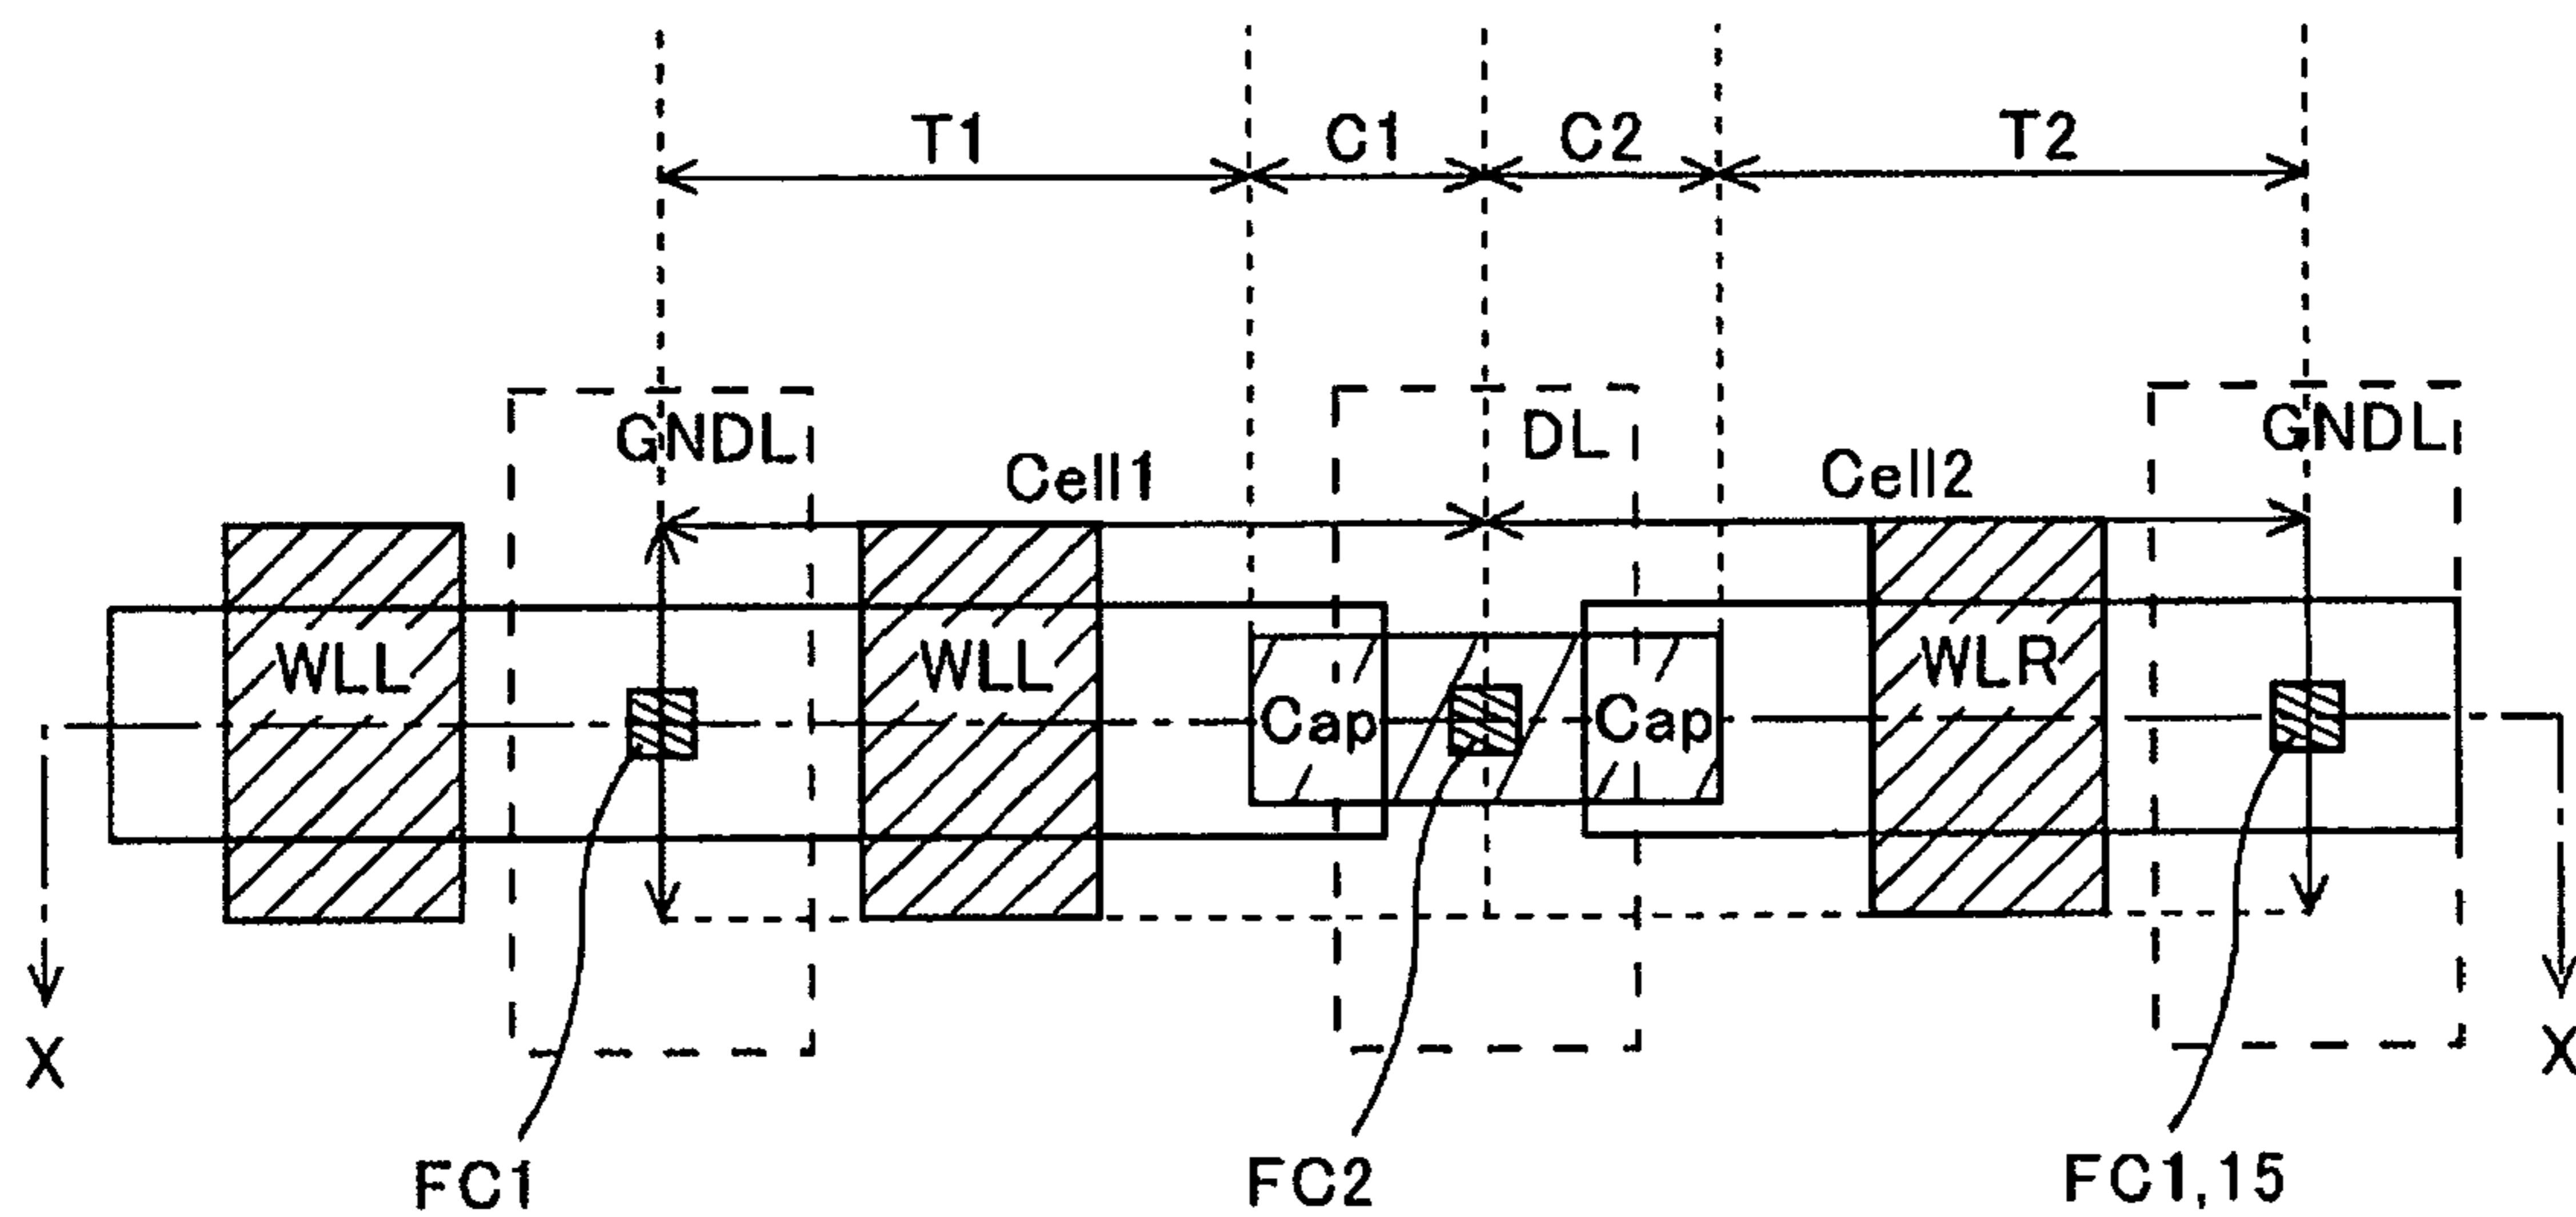 T1 C1 C2 T2
GNDL DL GNDL
Cell1 Cell2
WLL WLL WLR
Cap Cap
X X
FC1 FC2 FC1,15